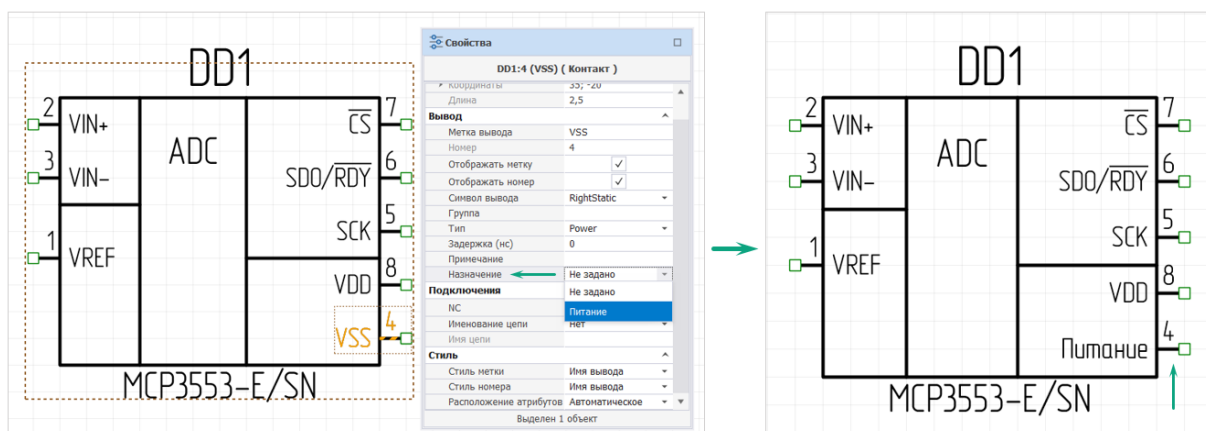 DD1
2
VIN+
3
VIN–
1
VREF
ADC
CS
7
SDO/RDY
6
SCK
5
VDD
8
VSS
4
MCP3553-E/SN
Свойства
DD1:4 (VSS) ( Контакт )
Координаты 35; -20
Длина 2,5
Вывод
Метка вывода VSS
Номер 4
Отображать метку
Отображать номер
Символ вывода RightStatic
Группа
Тип Power
Задержка (нс) 0
Примечание
Назначение Не задано
Подключения Не задано
NC Питание
Именование цепи Нет
Имя цепи
Стиль
Стиль метки Имя вывода
Стиль номера Имя вывода
Расположение атрибутов Автоматическое
Выделен 1 объект
DD1
2
VIN+
3
VIN–
1
VREF
ADC
CS
7
SDO/RDY
6
SCK
5
VDD
8
Питание
4
MCP3553-E/SN